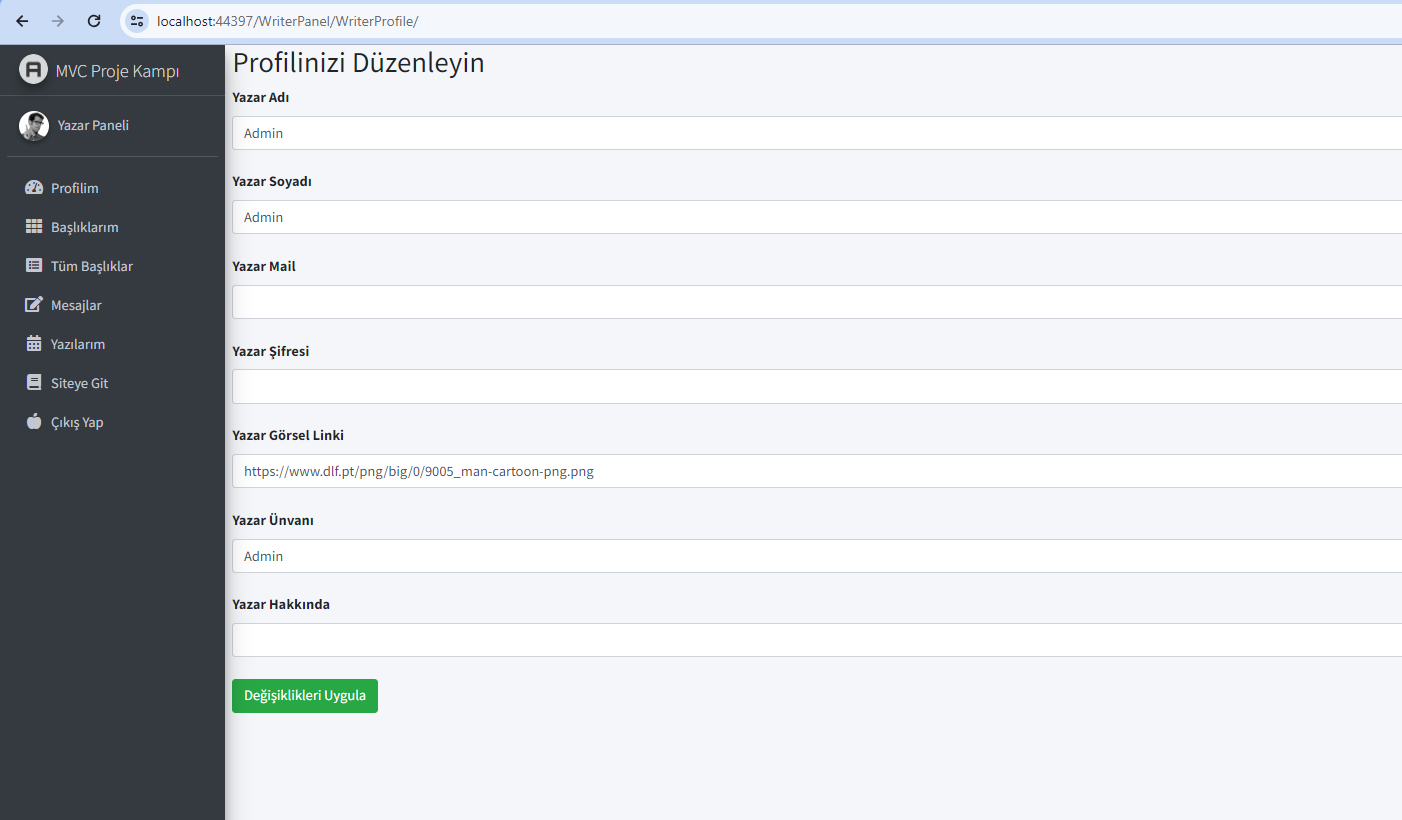 localhost:44397/WriterPanel/WriterProfile/
MVC Proje Kampı
Yazar Paneli
Profilim
Başlıklarım
Tüm Başlıklar
Mesajlar
Yazılarım
Siteye Git
Çıkış Yap
Profilinizi Düzenleyin
Yazar Adı
Admin
Yazar Soyadı
Admin
Yazar Mail
Yazar Şifresi
Yazar Görsel Linki
https://www.dlf.pt/png/big/0/9005_man-cartoon-png.png
Yazar Ünvanı
Admin
Yazar Hakkında
Değişiklikleri Uygula